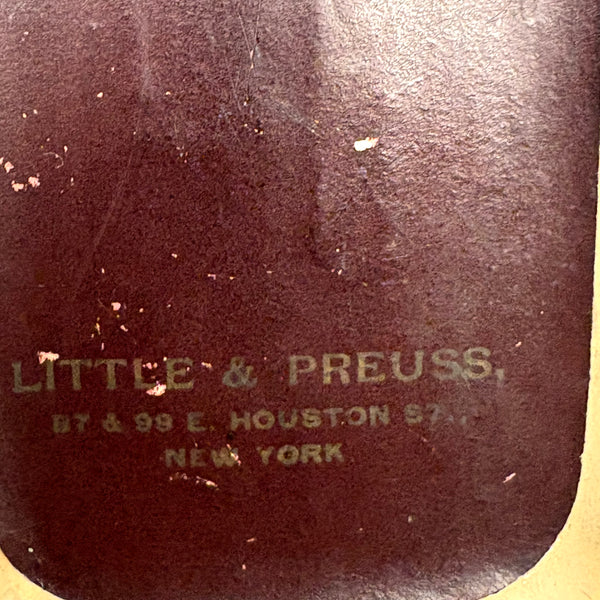 LITTLE & PREUSS,
97 & 99 E. HOUSTON ST.,
NEW YORK